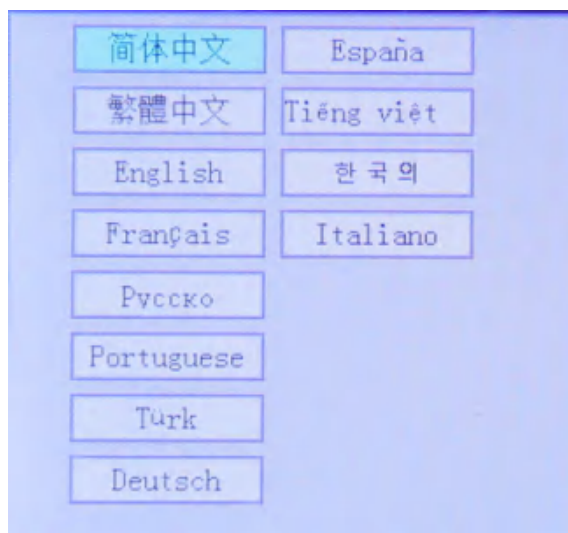 简体中文
繁體中文
English
Français
Русско
Portuguese
Türk
Deutsch
España
Tiếng việt
한국의
Italiano